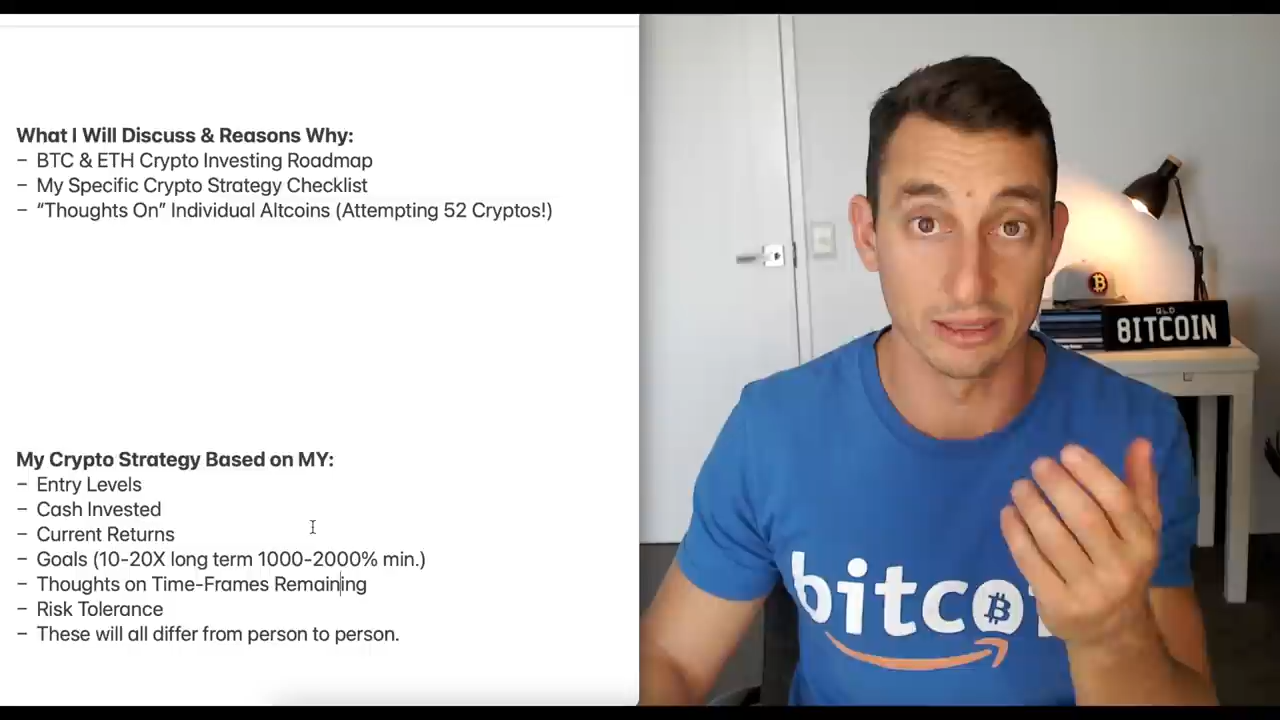 What I Will Discuss & Reasons Why:
– BTC & ETH Crypto Investing Roadmap
– My Specific Crypto Strategy Checklist
– “Thoughts On” Individual Altcoins (Attempting 52 Cryptos!)
My Crypto Strategy Based on MY:
– Entry Levels
– Cash Invested
– Current Returns
– Goals (10-20X long term 1000-2000% min.)
– Thoughts on Time-Frames Remaining
– Risk Tolerance
– These will all differ from person to person.
QLD
8ITCOIN
bitco